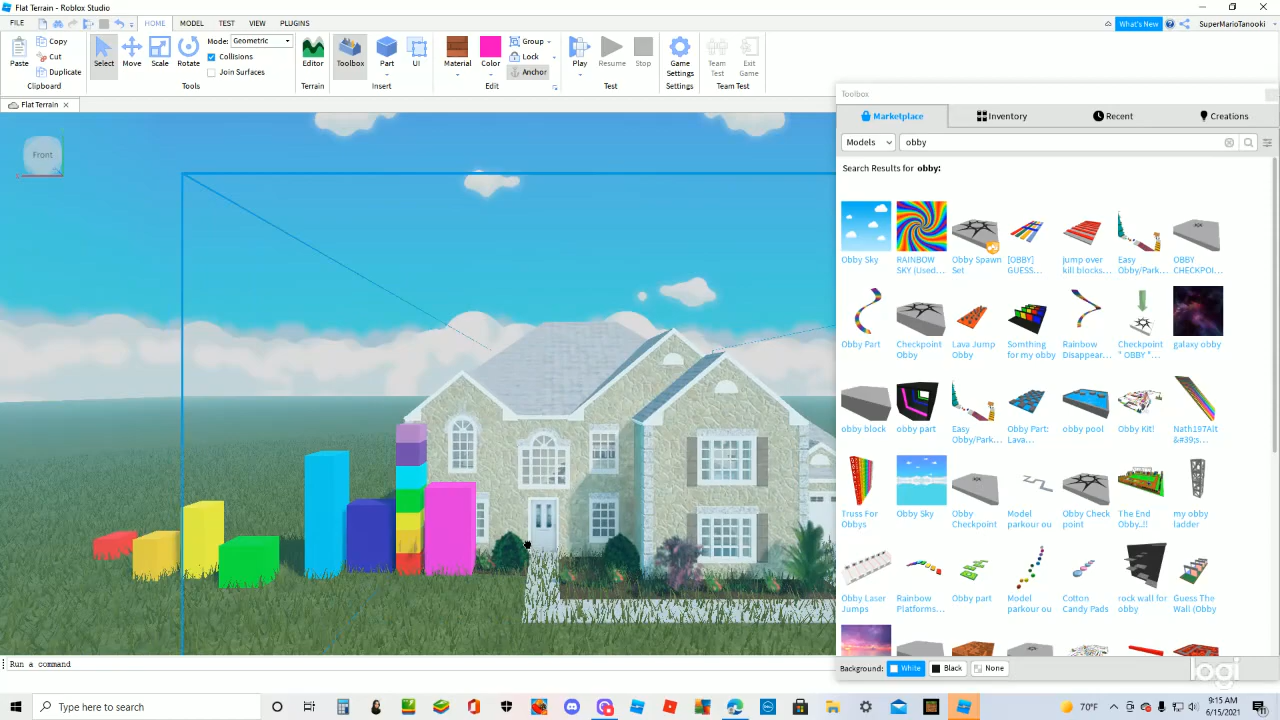 Flat Terrain - Roblox Studio
FILE HOME MODEL TEST VIEW PLUGINS What's New SuperMarioTanooki
Paste Copy Cut Duplicate Clipboard
Select Move Scale Rotate Mode: Geometric Collisions Join Surfaces Tools
Editor Terrain
Toolbox Part UI Insert
Material Color Group Lock Anchor Edit
Play Resume Stop Test
Game Settings Settings
Team Test Exit Game Team Test
Flat Terrain
Front
Toolbox
Marketplace Inventory Recent Creations
Models obby
Search Results for obby:
Obby Sky RAINBOW SKY (Used... Obby Spawn Set [OBBY] GUESS... jump over kill blocks... Easy Obby/Park... OBBY CHECKPOI...
Obby Part Checkpoint Obby Lava Jump Obby Somthing for my obby Rainbow Disappear... Checkpoint " OBBY "... galaxy obby
obby block obby part Easy Obby/Park... Obby Part: Lava... obby pool Obby Kit! Nath197Alt &#39;s...
Truss For Obbys Obby Sky Obby Checkpoint Model parkour ou Obby Check point The End Obby..!! my obby ladder
Obby Laser Jumps Rainbow Platforms... Obby part Model parkour ou Cotton Candy Pads rock wall for obby Guess The Wall (Obby
Background: White Black None
Run a command
logi
Type here to search
70°F
9:15 AM
6/15/2021